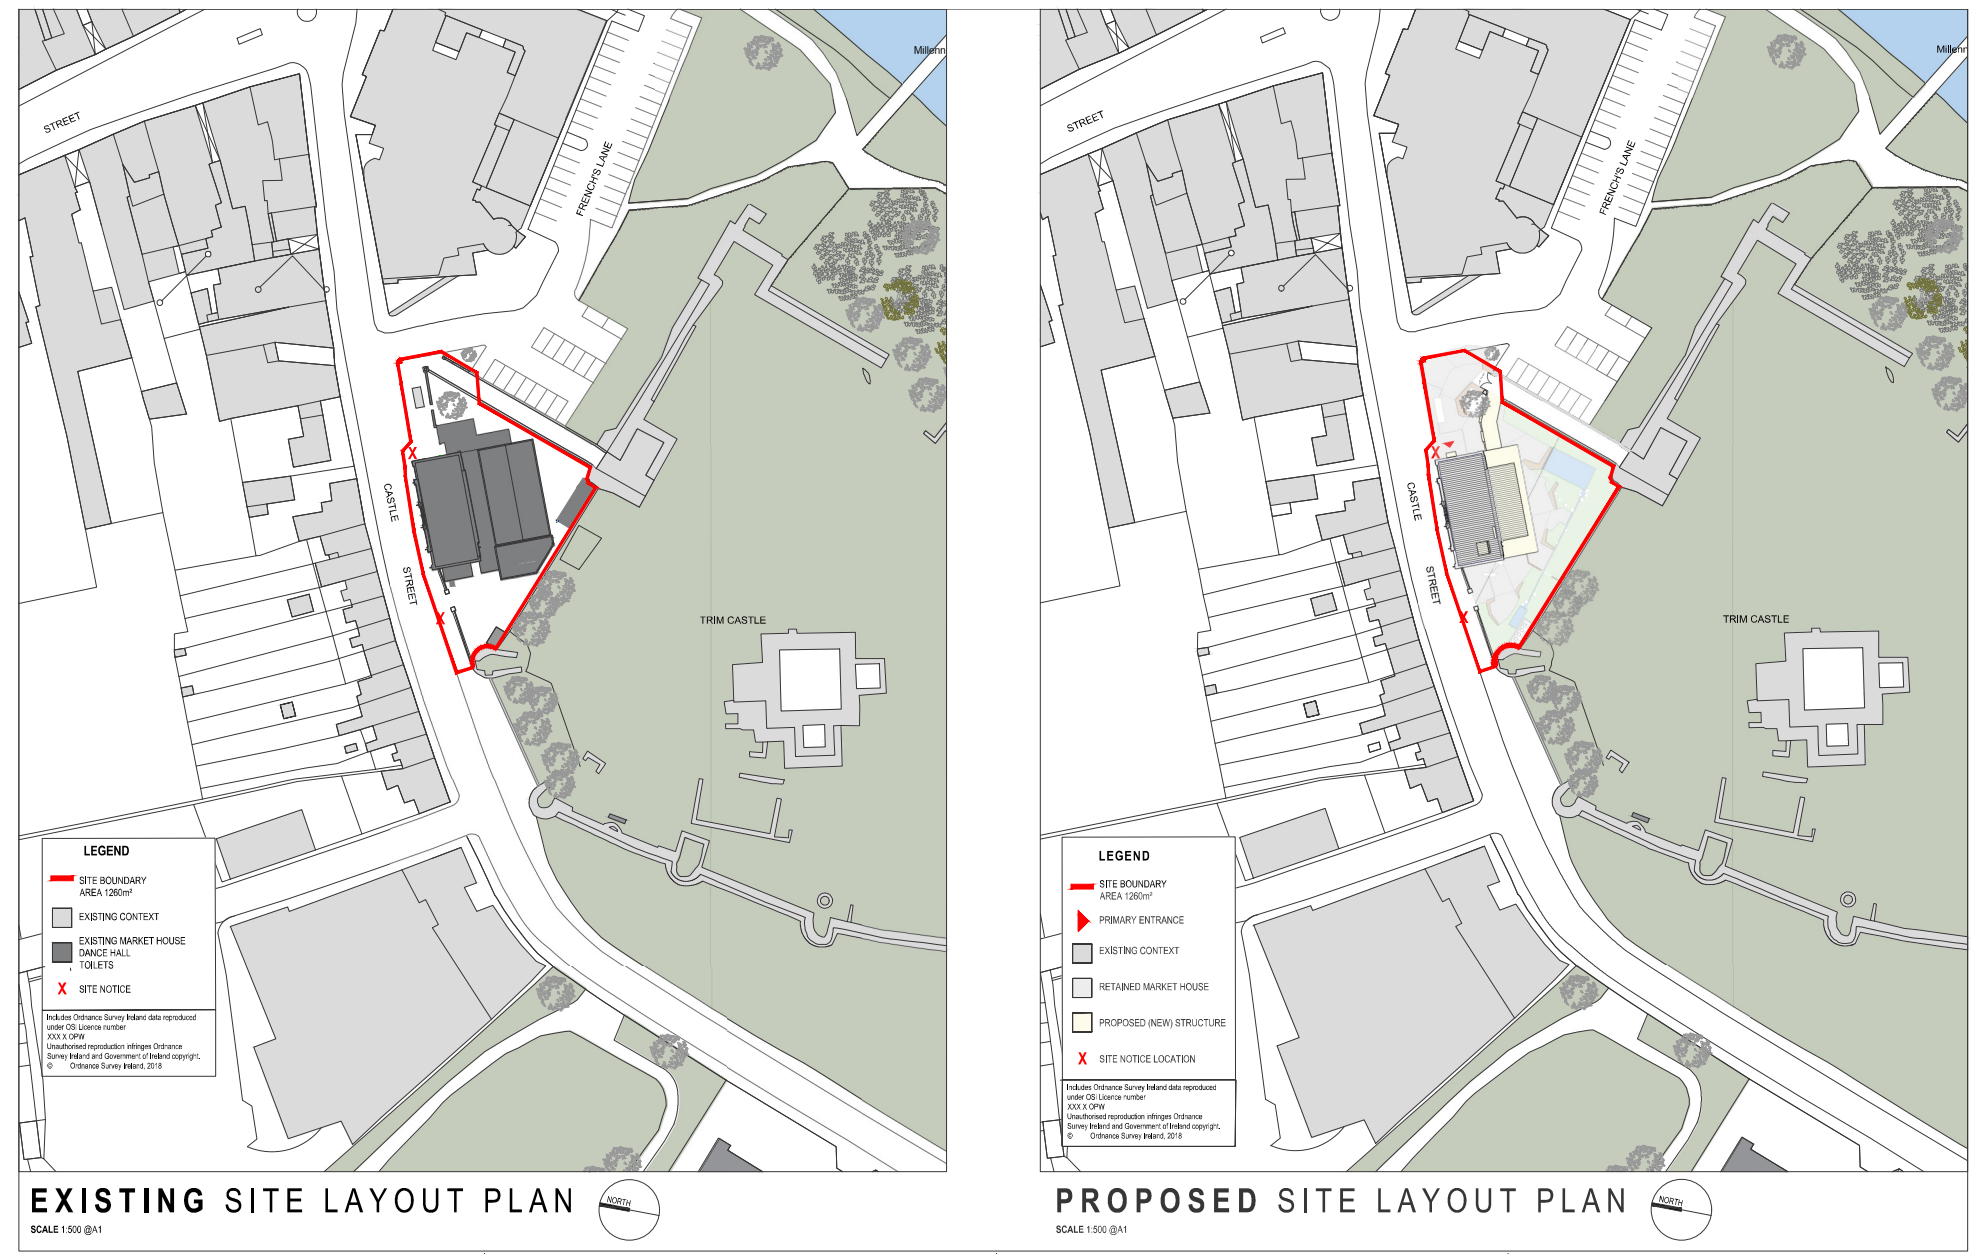 Millenn
STREET
FRENCH'S LANE
CASTLE
STREET
TRIM CASTLE
LEGEND
SITE BOUNDARY
AREA 1260m²
EXISTING CONTEXT
EXISTING MARKET HOUSE
DANCE HALL
TOILETS
X SITE NOTICE
Includes Ordnance Survey Ireland data reproduced
under OSi Licence number
XXX X OPW
Unauthorised reproduction infringes Ordnance
Survey Ireland and Government of Ireland copyright.
© Ordnance Survey Ireland, 2018
X
X
EXISTING SITE LAYOUT PLAN
NORTH
SCALE 1:500 @A1
Millenn
STREET
FRENCH'S LANE
CASTLE
STREET
TRIM CASTLE
X
X
LEGEND
SITE BOUNDARY
AREA 1260m²
PRIMARY ENTRANCE
EXISTING CONTEXT
RETAINED MARKET HOUSE
PROPOSED (NEW) STRUCTURE
X SITE NOTICE LOCATION
Includes Ordnance Survey Ireland data reproduced
under OSi Licence number
XXX X OPW
Unauthorised reproduction infringes Ordnance
Survey Ireland and Government of Ireland copyright.
© Ordnance Survey Ireland, 2018
PROPOSED SITE LAYOUT PLAN
NORTH
SCALE 1:500 @A1